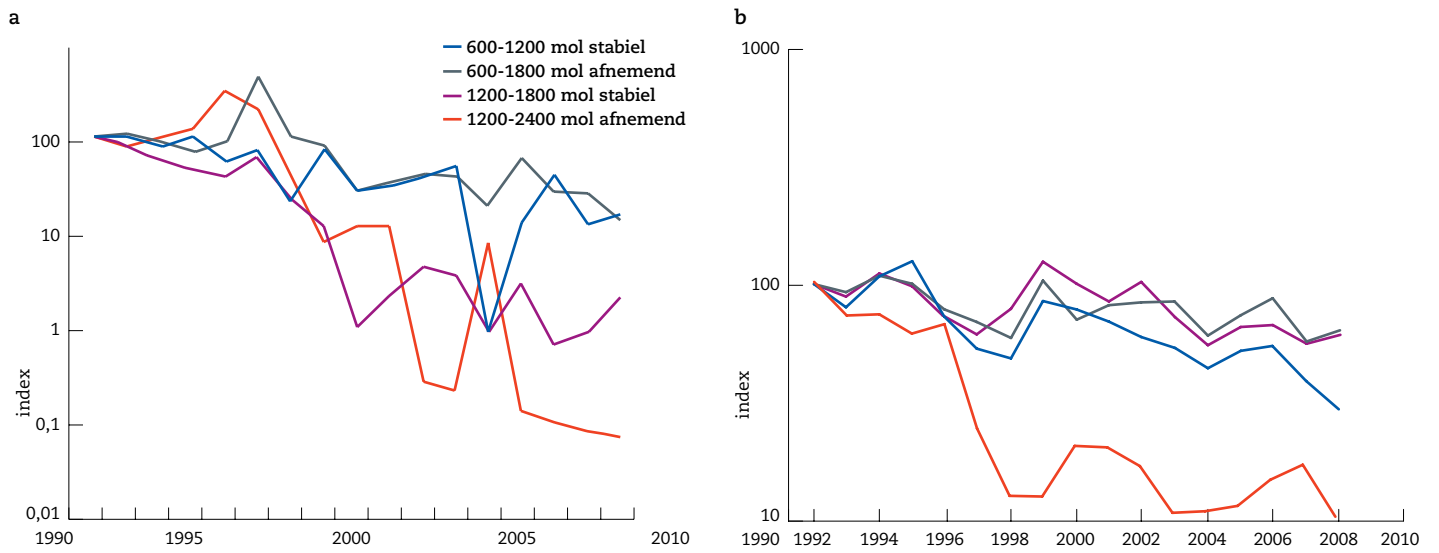 a
600-1200 mol stabiel
600-1800 mol afnemend
1200-1800 mol stabiel
1200-2400 mol afnemend
100
10
1
0,1
0,01
index
1990 1995 2000 2005 2010
b
1000
100
10
index
1990 1992 1994 1996 1998 2000 2002 2004 2006 2008 2010